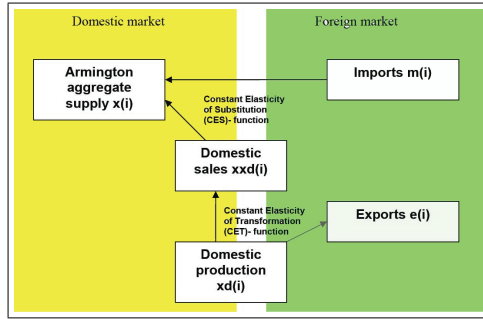 Domestic market
Foreign market
Armington
aggregate
supply x(i)
Imports m(i)
Constant Elasticity
of Substitution
(CES)- function
Domestic
sales xxd(i)
Constant Elasticity
of Transformation
(CET)- function
Exports e(i)
Domestic
production
xd(i)